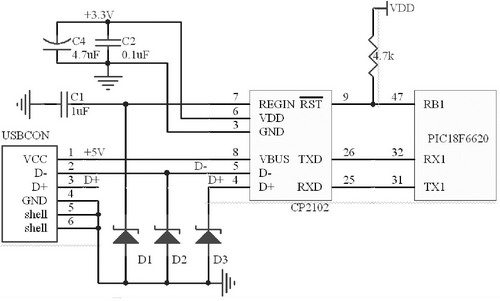 +3.3V
VDD
C4
4.7uF
C2
0.1uF
4.7k
C1
1uF
7 REGIN RST 9 47 RB1
6 VDD
3 GND
PIC18F6620
USBCON
VCC 1 +5V 8 VBUS TXD 26 32 RX1
D- 2 D- 5 D-
D+ 3 D+ D+ 4 D+ RXD 25 31 TX1
GND 4
shell 5
shell 6
CP2102
D1 D2 D3